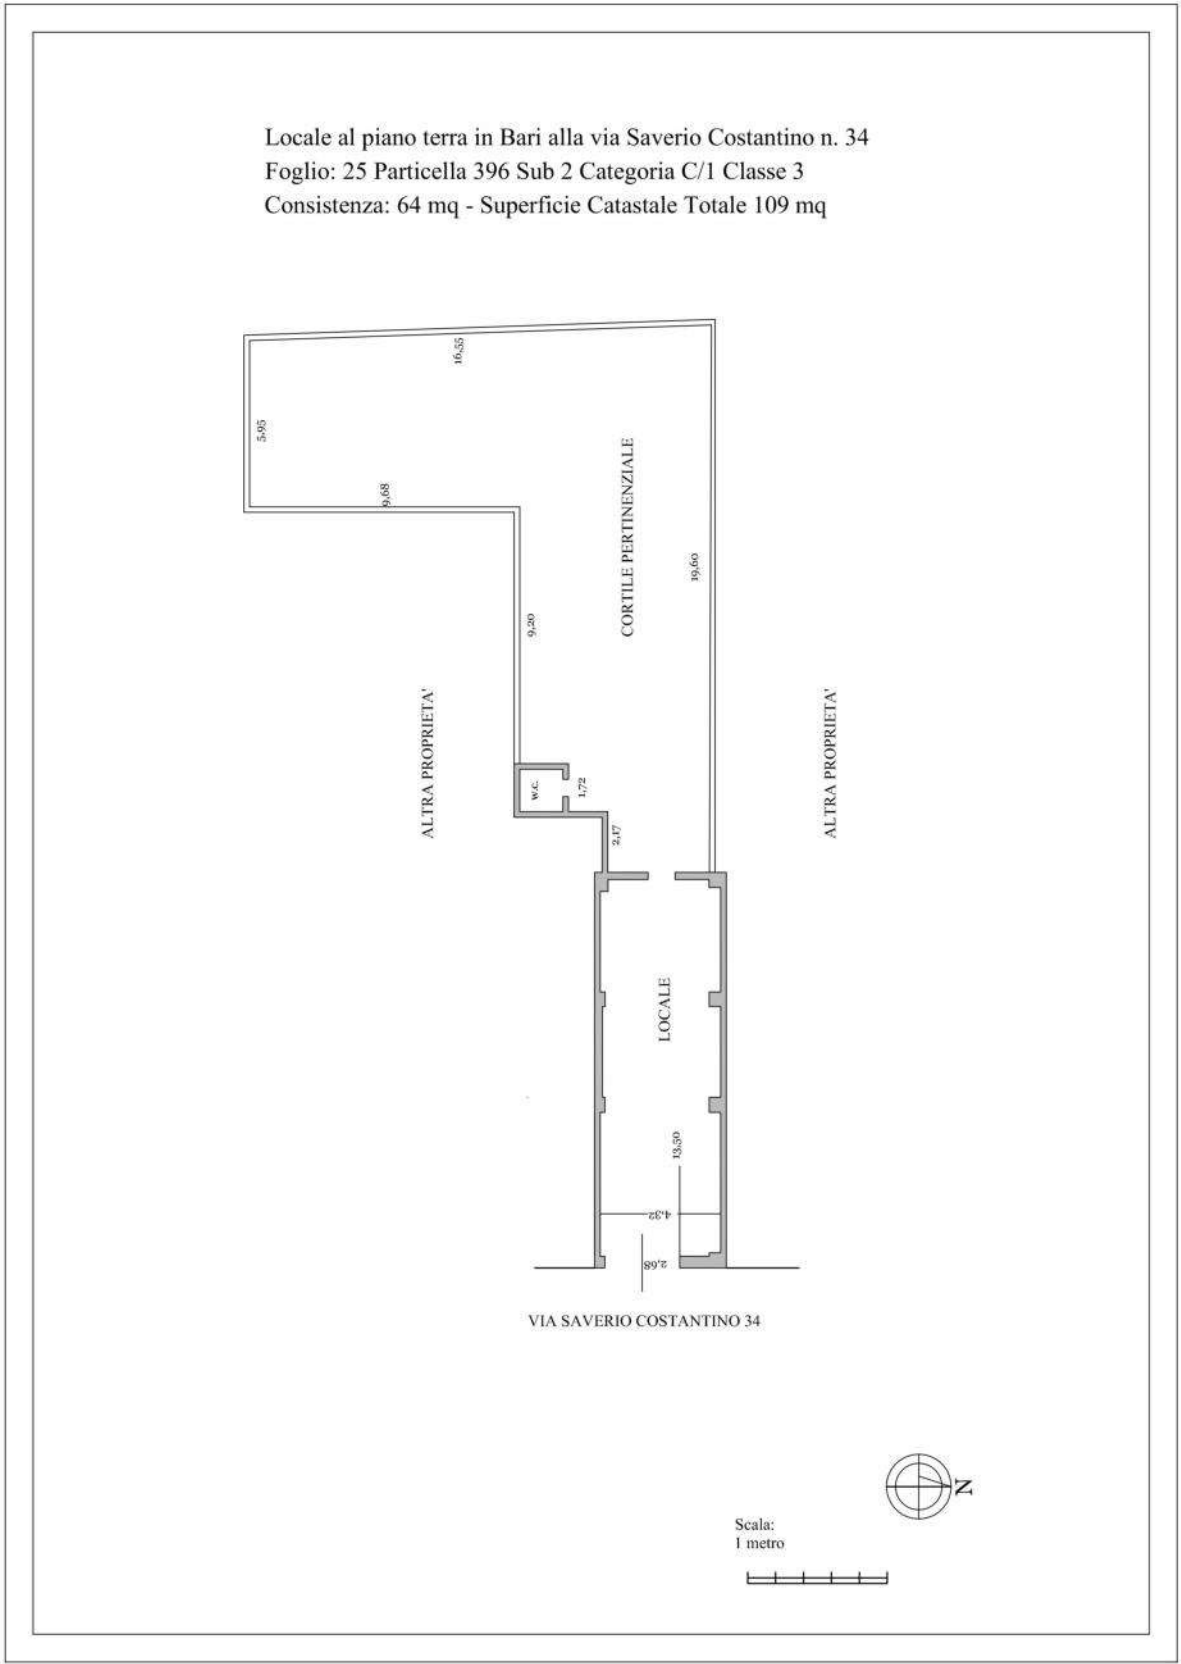 Locale al piano terra in Bari alla via Saverio Costantino n. 34
Foglio: 25 Particella 396 Sub 2 Categoria C/1 Classe 3
Consistenza: 64 mq - Superficie Catastale Totale 109 mq
16,55
5,95
9,68
CORTILE PERTINENZIALE
19,60
9,20
ALTRA PROPRIETA'
ALTRA PROPRIETA'
w.c.
1,72
2,17
LOCALE
13,50
4,32
2,68
VIA SAVERIO COSTANTINO 34
N
Scala:
1 metro